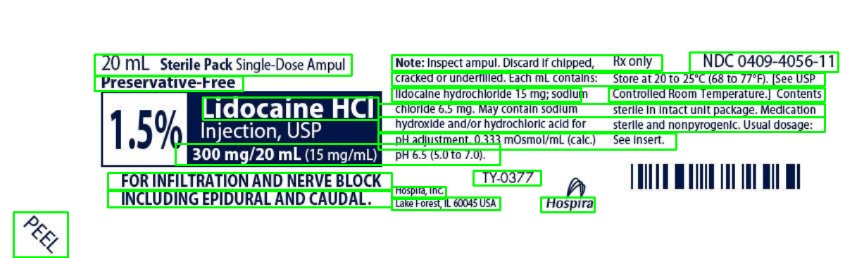 20 mL Sterile Pack Single-Dose Ampul
Preservative-Free
1.5%
Lidocaine HCl
Injection, USP
300 mg/20 mL (15 mg/mL)
FOR INFILTRATION AND NERVE BLOCK
INCLUDING EPIDURAL AND CAUDAL.
Note: Inspect ampul. Discard if chipped,
cracked or underfilled. Each mL contains:
lidocaine hydrochloride 15 mg; sodium
chloride 6.5 mg. May contain sodium
hydroxide and/or hydrochloric acid for
pH adjustment. 0.333 mOsmol/mL (calc.)
pH 6.5 (5.0 to 7.0).
TY-0377
Hospira, Inc.
Lake Forest, IL 60045 USA
Rx only NDC 0409-4056-11
Store at 20 to 25°C (68 to 77°F). [See USP
Controlled Room Temperature.] Contents
sterile in intact unit package. Medication
sterile and nonpyrogenic. Usual dosage:
See insert.
Hospira
PEEL